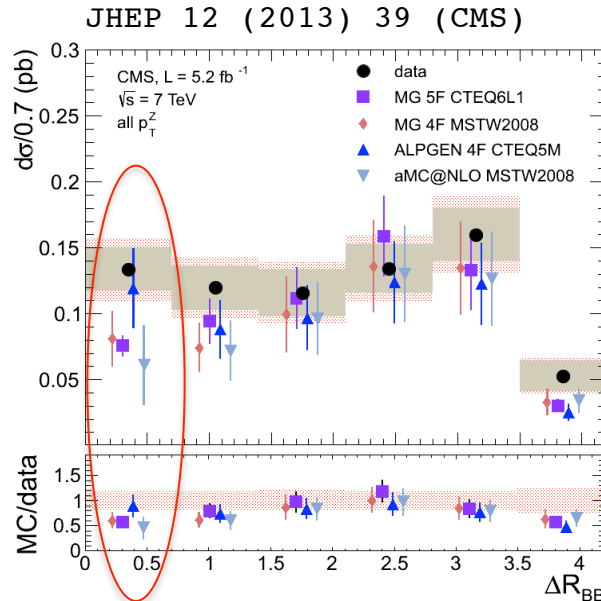 JHEP 12 (2013) 39 (CMS)
dσ/0.7 (pb)
0.3
0.25
0.2
0.15
0.1
0.05
CMS, L = 5.2 fb⁻¹
√s = 7 TeV
all p_T^Z
data
MG 5F CTEQ6L1
MG 4F MSTW2008
ALPGEN 4F CTEQ5M
aMC@NLO MSTW2008
MC/data
1.5
1
0.5
0
0 0.5 1 1.5 2 2.5 3 3.5 4
ΔR_BB